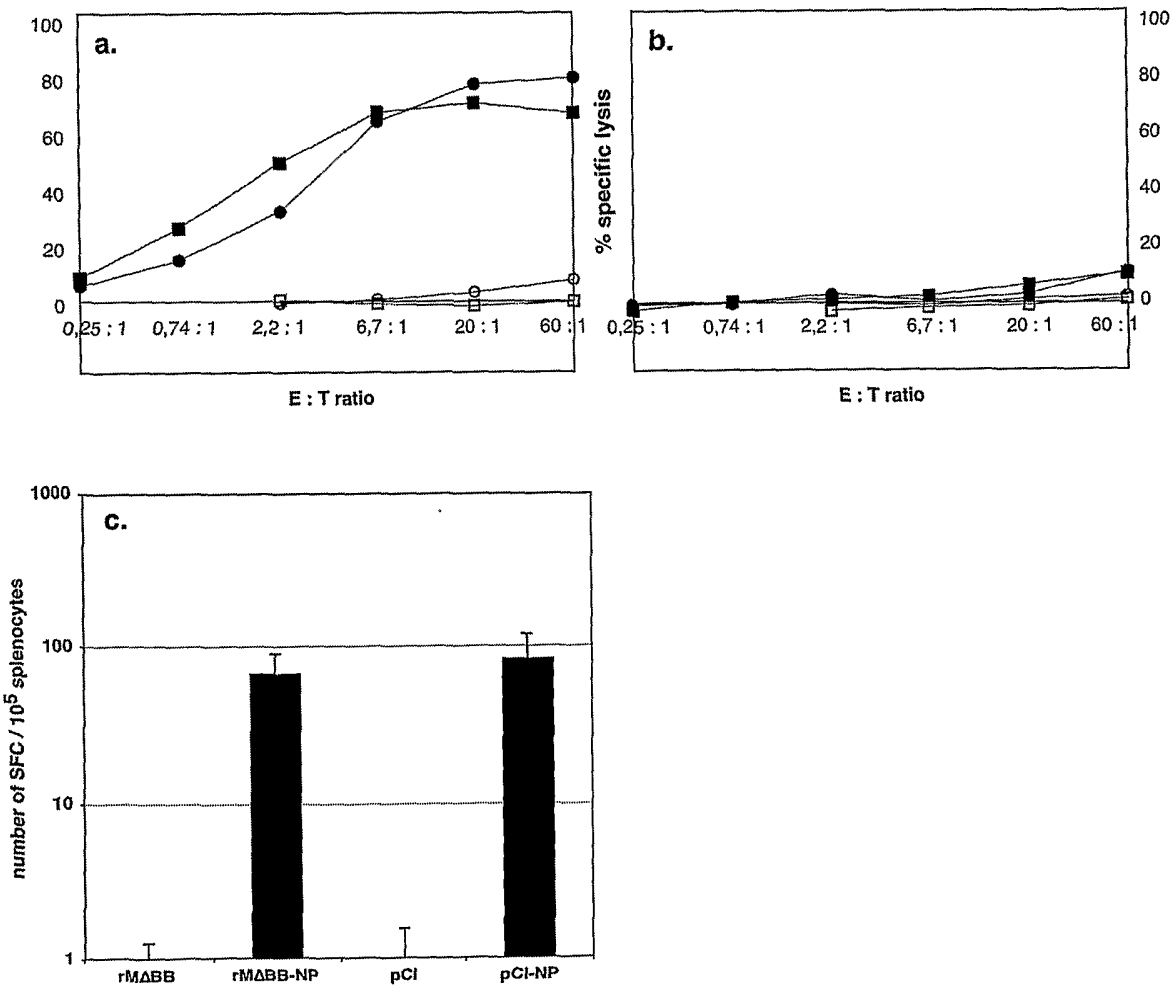 a.
100
80
60
40
20
0
0,25 : 1 0,74 : 1 2,2 : 1 6,7 : 1 20 : 1 60 : 1
E : T ratio
b.
% specific lysis
100
80
60
40
20
0
0,25 : 1 0,74 : 1 2,2 : 1 6,7 : 1 20 : 1 60 : 1
E : T ratio
c.
number of SFC / 10⁵ splenocytes
1000
100
10
1
rMΔBB rMΔBB-NP pCI pCI-NP